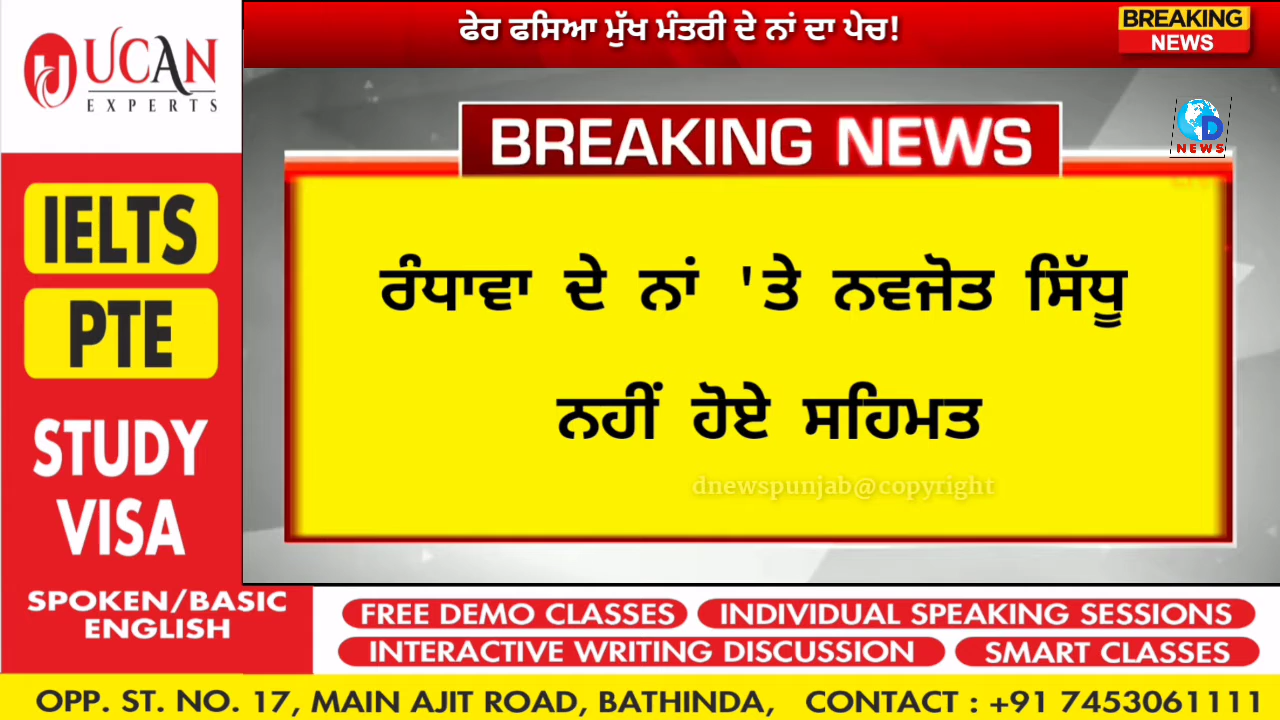 UCAN
EXPERTS
IELTS
PTE
STUDY
VISA
SPOKEN/BASIC
ENGLISH
ਫੇਰ ਫਸਿਆ ਮੁੱਖ ਮੰਤਰੀ ਦੇ ਨਾਂ ਦਾ ਪੇਚ!
BREAKING
NEWS
D
NEWS
BREAKING NEWS
ਰੰਧਾਵਾ ਦੇ ਨਾਂ 'ਤੇ ਨਵਜੋਤ ਸਿੱਧੂ
ਨਹੀਂ ਹੋਏ ਸਹਿਮਤ
dnewspunjab@copyright
FREE DEMO CLASSES INDIVIDUAL SPEAKING SESSIONS
INTERACTIVE WRITING DISCUSSION SMART CLASSES
OPP. ST. NO. 17, MAIN AJIT ROAD, BATHINDA, CONTACT : +91 7453061111